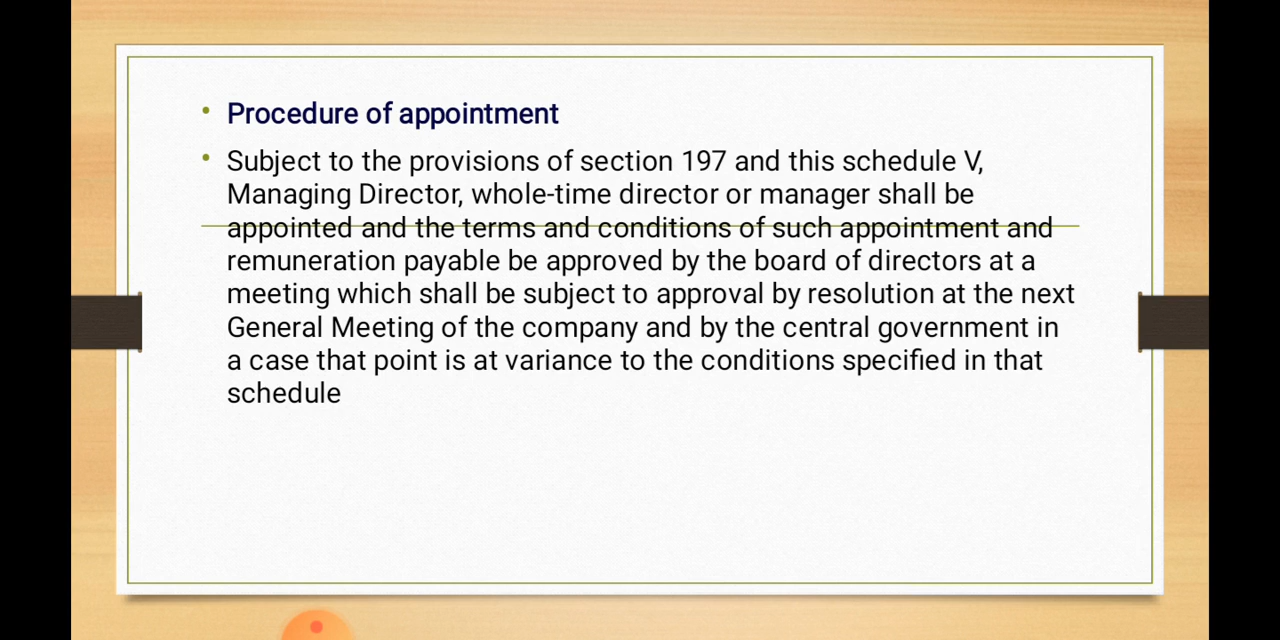 • Procedure of appointment
• Subject to the provisions of section 197 and this schedule V,
Managing Director, whole-time director or manager shall be
appointed and the terms and conditions of such appointment and
remuneration payable be approved by the board of directors at a
meeting which shall be subject to approval by resolution at the next
General Meeting of the company and by the central government in
a case that point is at variance to the conditions specified in that
schedule